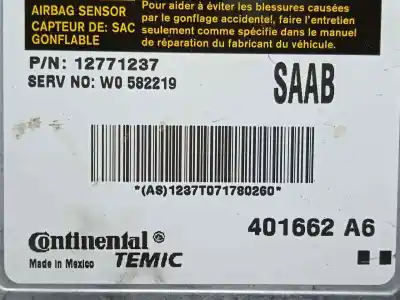 AIRBAG SENSOR
CAPTEUR DE: SAC
GONFLABLE
Pour aider à éviter les blessures causées
par le gonflage accidentel, faire l'entretien
seulement comme spécifié dans le manuel
de réparation du fabricant du véhicule.
P/N: 12771237
SERV NO: W0 582219
SAAB
*(AS)1237T071780260*
401662 A6
Continental
Made in Mexico
TEMIC